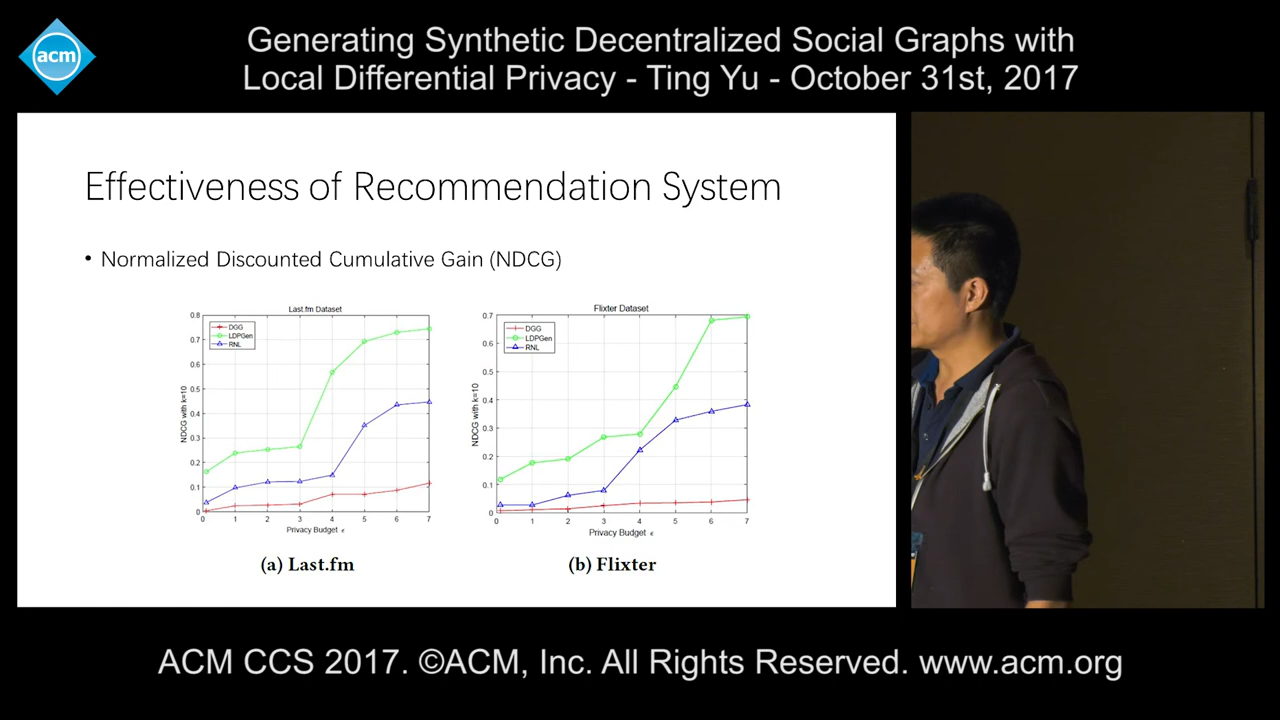 acm
Generating Synthetic Decentralized Social Graphs with
Local Differential Privacy - Ting Yu - October 31st, 2017
Effectiveness of Recommendation System
• Normalized Discounted Cumulative Gain (NDCG)
Last.fm Dataset
DGG
LDPGen
RNL
NDCG with k=10
0.8
0.7
0.6
0.5
0.4
0.3
0.2
0.1
0
0 1 2 3 4 5 6 7
Privacy Budget ϵ
(a) Last.fm
Flixter Dataset
DGG
LDPGen
RNL
NDCG with k=10
0.7
0.6
0.5
0.4
0.3
0.2
0.1
0
0 1 2 3 4 5 6 7
Privacy Budget ϵ
(b) Flixter
ACM CCS 2017. ©ACM, Inc. All Rights Reserved. www.acm.org